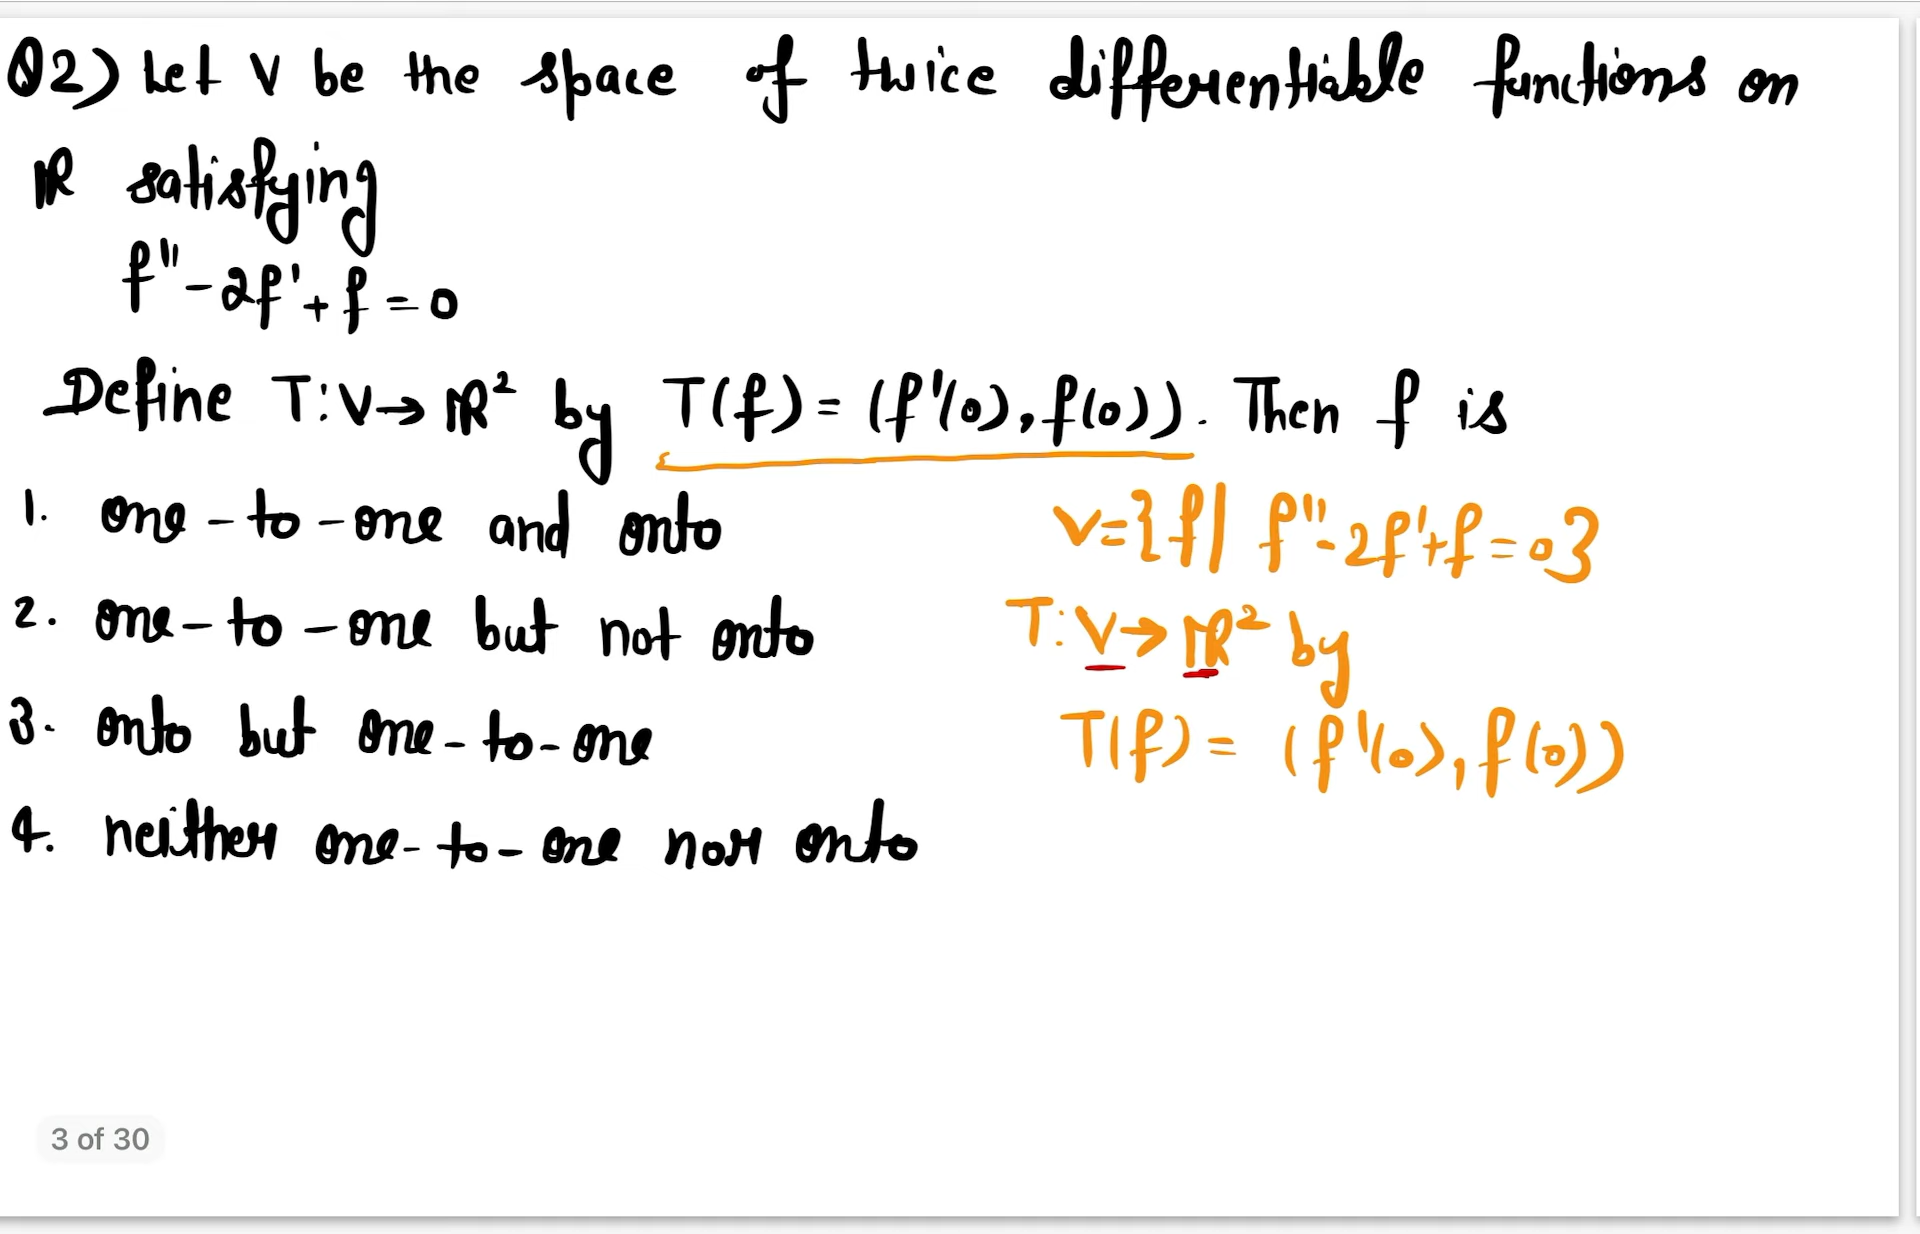 Q2) Let V be the space of twice differentiable functions on
ℝ satisfying
f'' - 2f' + f = 0
Define T: V → ℝ² by T(f) = (f'(0), f(0)). Then f is
1. one-to-one and onto
2. one-to-one but not onto
3. onto but one-to-one
4. neither one-to-one nor onto
V = {f | f'' - 2f' + f = 0}
T: V → ℝ² by
T(f) = (f'(0), f(0))
3 of 30